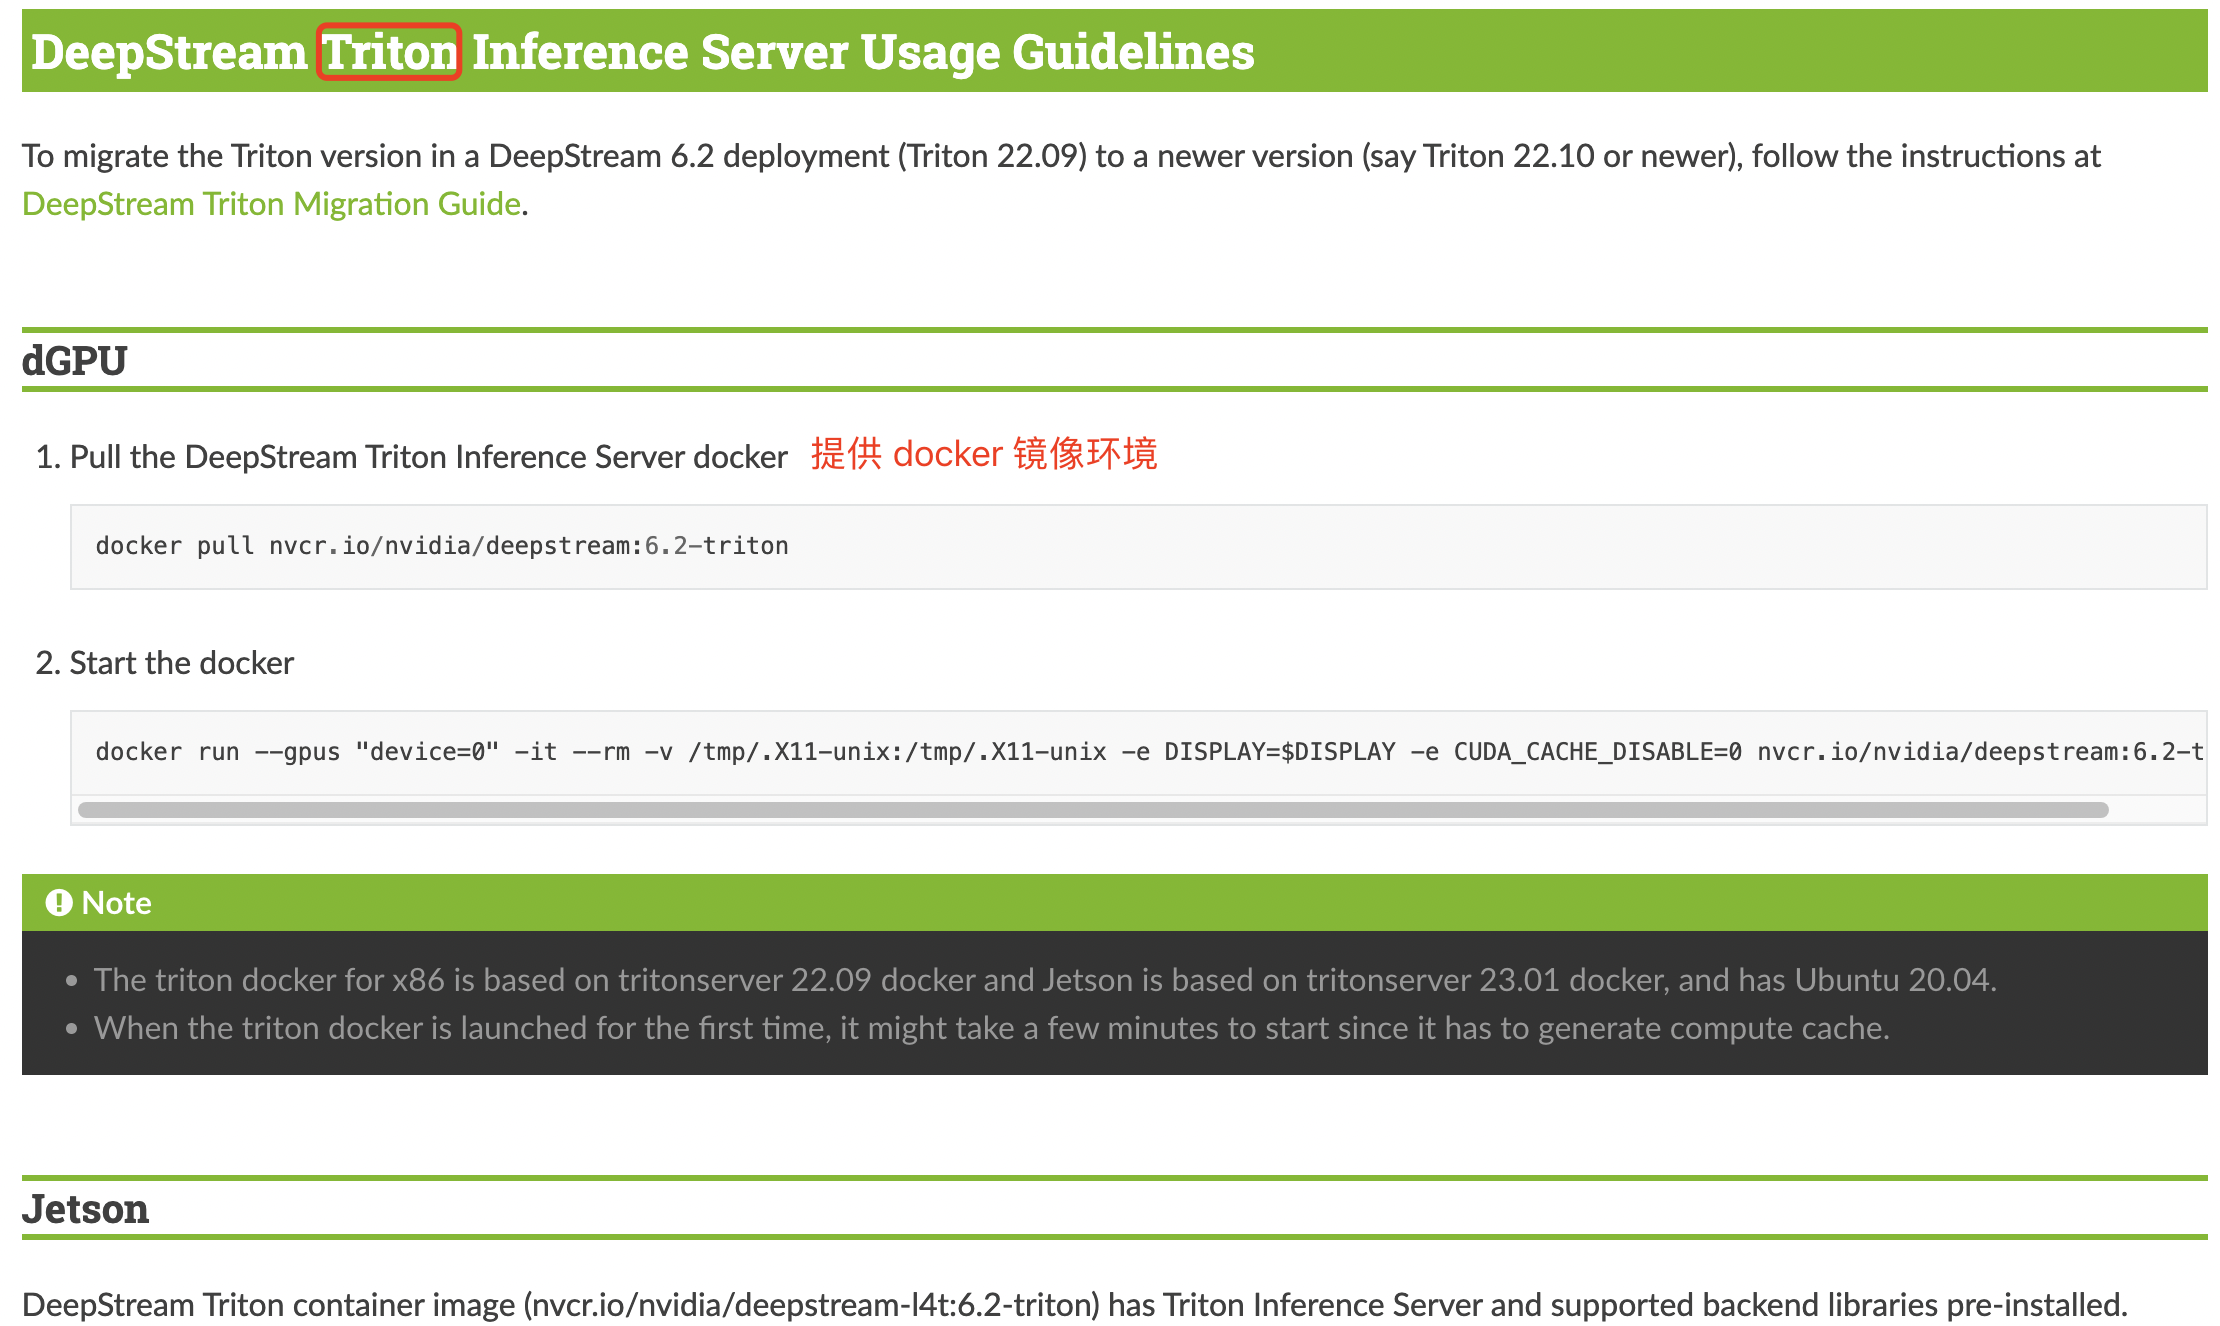 DeepStream Triton Inference Server Usage Guidelines
To migrate the Triton version in a DeepStream 6.2 deployment (Triton 22.09) to a newer version (say Triton 22.10 or newer), follow the instructions at
DeepStream Triton Migration Guide.
dGPU
1. Pull the DeepStream Triton Inference Server docker 提供 docker 镜像环境
docker pull nvcr.io/nvidia/deepstream:6.2-triton
2. Start the docker
docker run --gpus "device=0" -it --rm -v /tmp/.X11-unix:/tmp/.X11-unix -e DISPLAY=$DISPLAY -e CUDA_CACHE_DISABLE=0 nvcr.io/nvidia/deepstream:6.2-t
Note
• The triton docker for x86 is based on tritonserver 22.09 docker and Jetson is based on tritonserver 23.01 docker, and has Ubuntu 20.04.
• When the triton docker is launched for the first time, it might take a few minutes to start since it has to generate compute cache.
Jetson
DeepStream Triton container image (nvcr.io/nvidia/deepstream-l4t:6.2-triton) has Triton Inference Server and supported backend libraries pre-installed.